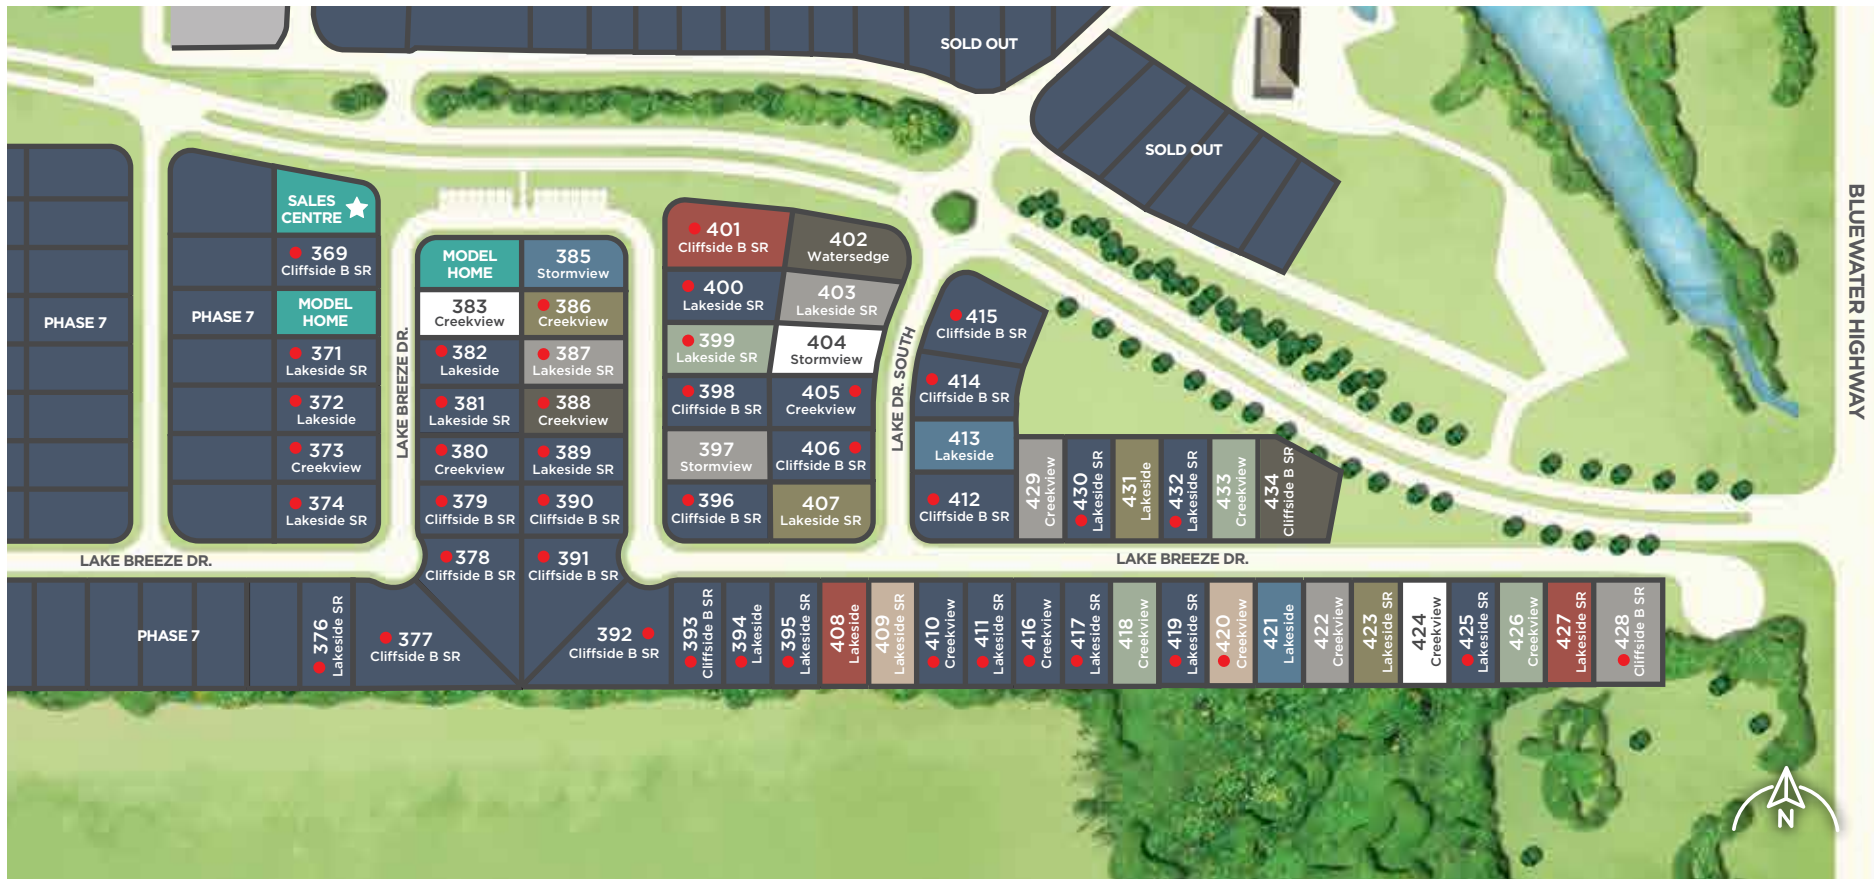 SOLD OUT
SOLD OUT
BLUEWATER HIGHWAY
SALES
CENTRE
369
Cliffside B SR
PHASE 7
PHASE 7
MODEL
HOME
371
Lakeside SR
372
Lakeside
373
Creekview
374
Lakeside SR
LAKE BREEZE DR.
MODEL
HOME
385
Stormview
383
Creekview
386
Creekview
382
Lakeside
387
Lakeside SR
381
Lakeside SR
388
Creekview
380
Creekview
389
Lakeside SR
379
Cliffside B SR
390
Cliffside B SR
378
Cliffside B SR
391
Cliffside B SR
401
Cliffside B SR
402
Watersedge
400
Lakeside SR
403
Lakeside SR
399
Lakeside SR
404
Stormview
398
Cliffside B SR
405
Creekview
397
Stormview
406
Cliffside B SR
396
Cliffside B SR
407
Lakeside SR
LAKE DR. SOUTH
415
Cliffside B SR
414
Cliffside B SR
413
Lakeside
412
Cliffside B SR
429
Creekview
430
Lakeside SR
431
Lakeside
432
Lakeside SR
433
Creekview
434
Cliffside B SR
LAKE BREEZE DR.
LAKE BREEZE DR.
PHASE 7
376
Lakeside SR
377
Cliffside B SR
392
Cliffside B SR
393
Cliffside B SR
394
Lakeside
395
Lakeside SR
408
Lakeside
409
Lakeside SR
410
Creekview
411
Lakeside SR
416
Creekview
417
Lakeside SR
418
Creekview
419
Lakeside SR
420
Creekview
421
Lakeside
422
Creekview
423
Lakeside SR
424
Creekview
425
Lakeside SR
426
Creekview
427
Lakeside SR
428
Cliffside B SR
N